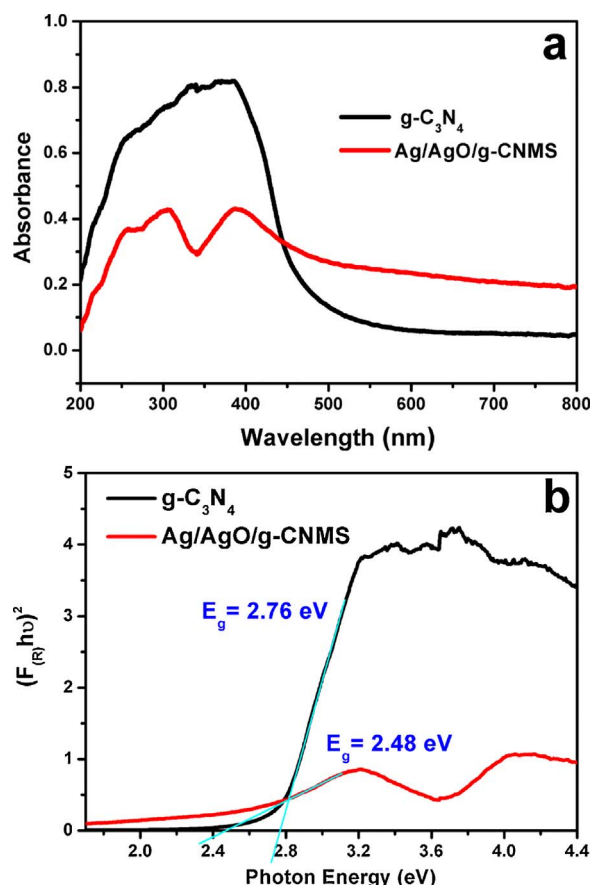 a
1.0
0.8
0.6
0.4
0.2
0.0
Absorbance
g-C₃N₄
Ag/AgO/g-CNMS
200 300 400 500 600 700 800
Wavelength (nm)
b
5
4
3
2
1
0
(F(R)hυ)²
g-C₃N₄
Ag/AgO/g-CNMS
Eg= 2.76 eV
Eg= 2.48 eV
2.0 2.4 2.8 3.2 3.6 4.0 4.4
Photon Energy (eV)